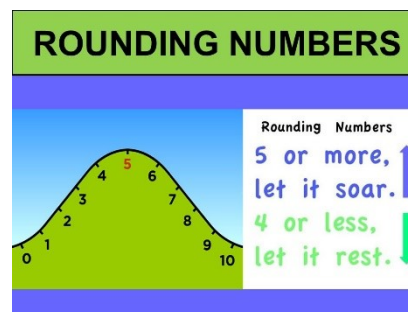 ROUNDING NUMBERS
Rounding Numbers
5 or more,
let it soar.
4 or less,
let it rest.
0
1
2
3
4
5
6
7
8
9
10